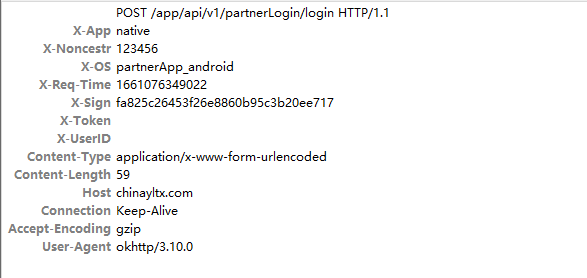 POST /app/api/v1/partnerLogin/login HTTP/1.1
X-App native
X-Noncestr 123456
X-OS partnerApp_android
X-Req-Time 1661076349022
X-Sign fa825c26453f26e8860b95c3b20ee717
X-Token
X-UserID
Content-Type application/x-www-form-urlencoded
Content-Length 59
Host chinayltx.com
Connection Keep-Alive
Accept-Encoding gzip
User-Agent okhttp/3.10.0